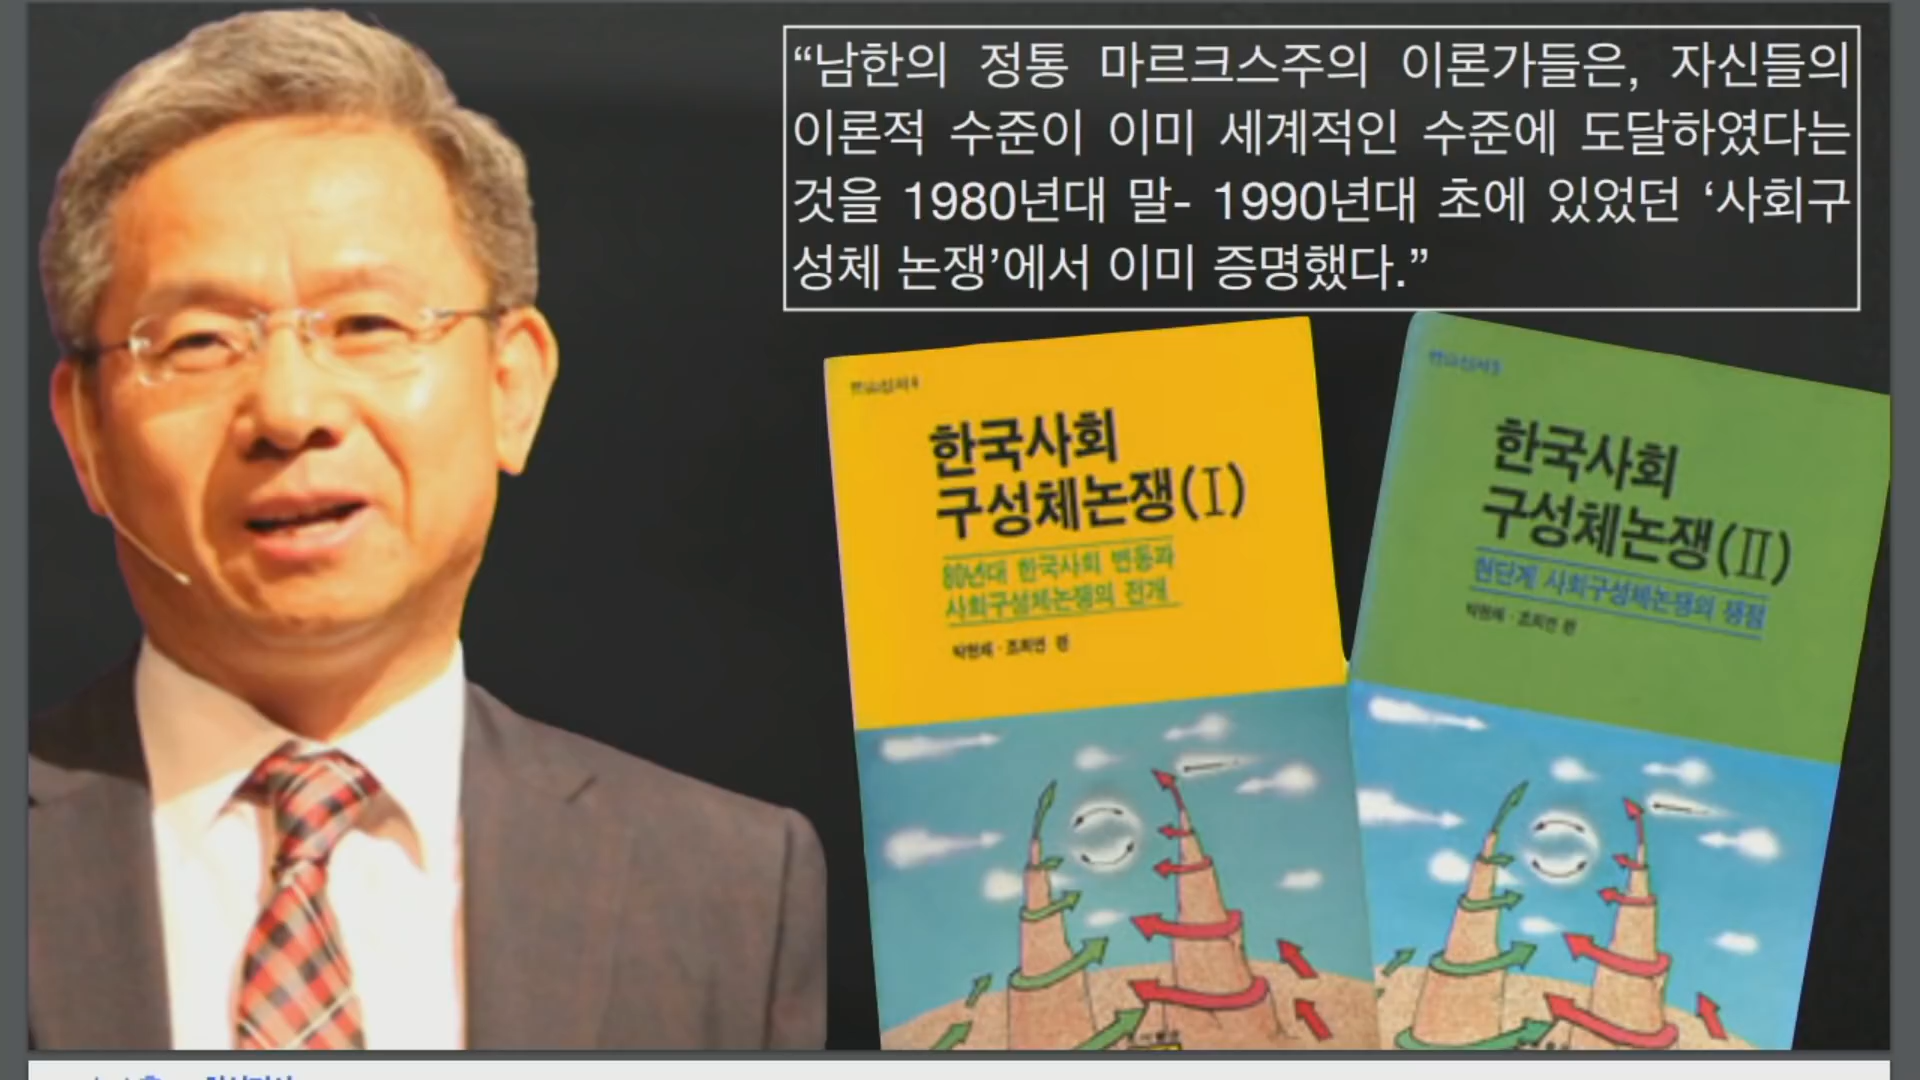 “남한의 정통 마르크스주의 이론가들은, 자신들의
이론적 수준이 이미 세계적인 수준에 도달하였다는
것을 1980년대 말- 1990년대 초에 있었던 ‘사회구
성체 논쟁’에서 이미 증명했다.”
한국사회
구성체논쟁(Ⅰ)
80년대 한국사회 변동과
사회구성체논쟁의 전개
박현채·조희연 편
한국사회
구성체논쟁(Ⅱ)
현단계 사회구성체논쟁의 쟁점
박현채·조희연 편